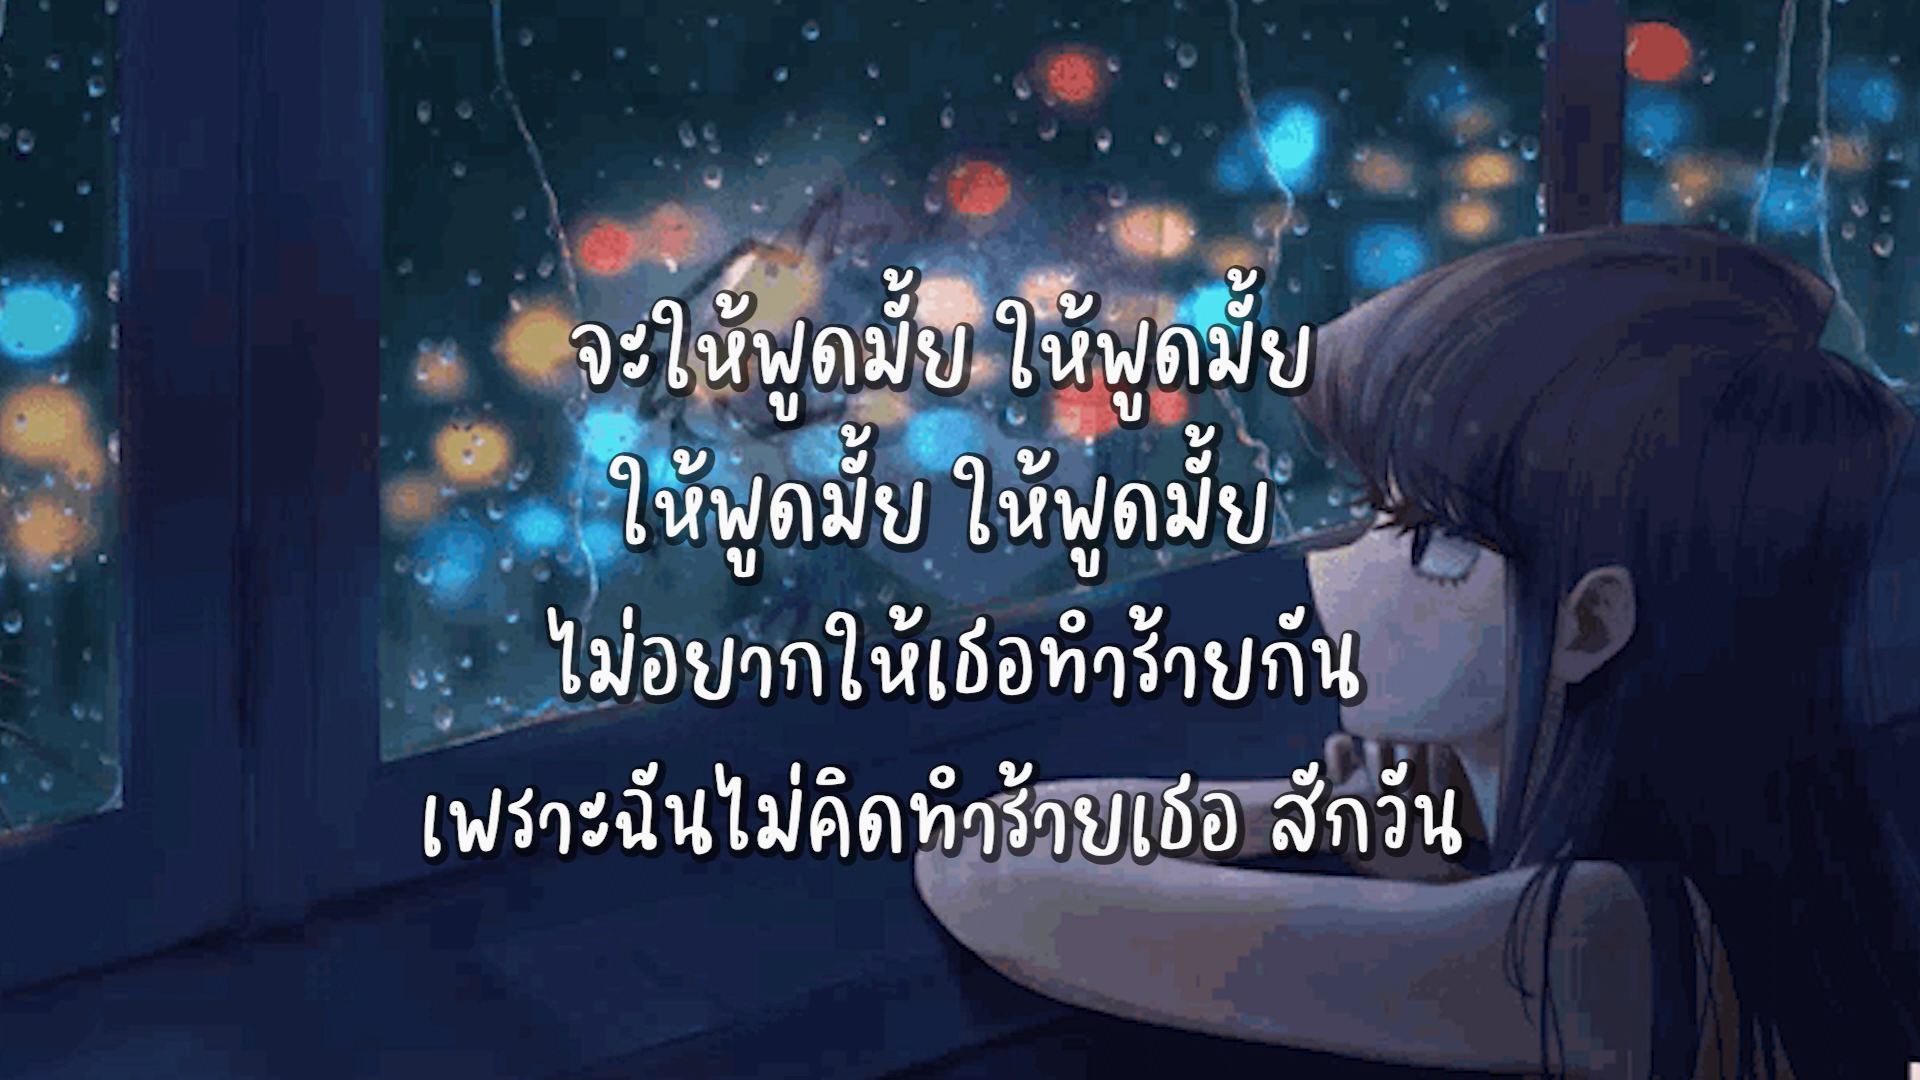 จะให้พูดมั้ย ให้พูดมั้ย
ให้พูดมั้ย ให้พูดมั้ย
ไม่อยากให้เธอทำร้ายกัน
เพราะฉันไม่คิดทำร้ายเธอ สักวัน